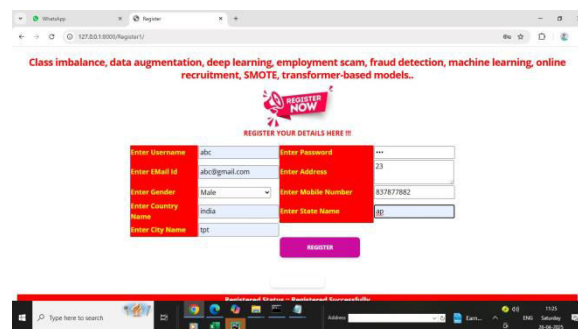 WhatsApp
Register
127.0.0.1:8000/Register1/
Class imbalance, data augmentation, deep learning, employment scam, fraud detection, machine learning, online
recruitment, SMOTE, transformer-based models..
REGISTER
NOW
REGISTER YOUR DETAILS HERE !!!
Enter Username abc Enter Password •••
Enter EMail Id abc@gmail.com Enter Address 23
Enter Gender Male Enter Mobile Number 837877882
Enter Country Name india Enter State Name ap
Enter City Name tpt
REGISTER
Registered Status :: Registered Successfully
Type here to search
Address
Earn...
ENG
11:25
Saturday